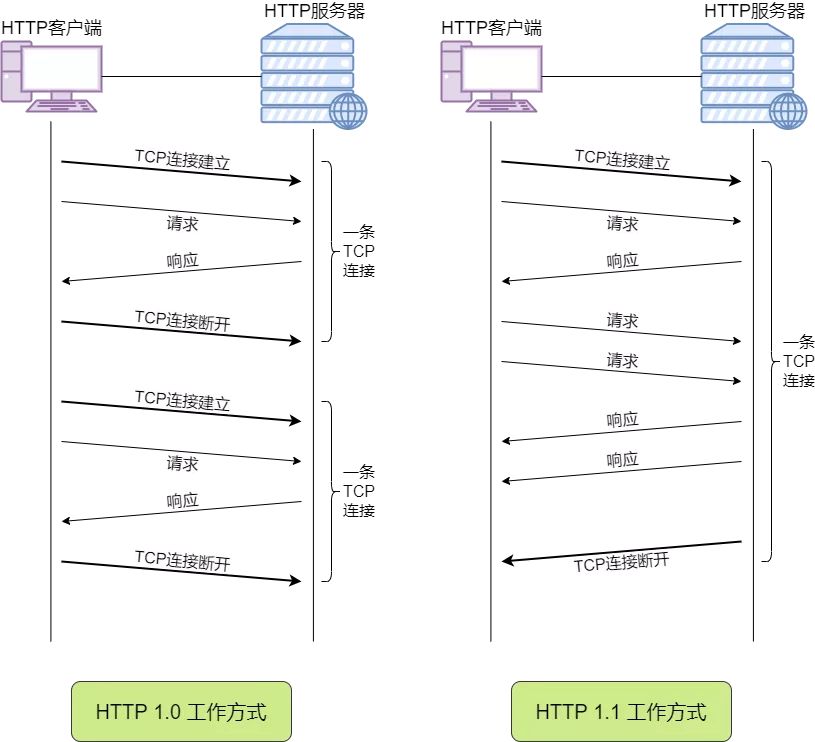 HTTP客户端
HTTP服务器
TCP连接建立
请求
响应
TCP连接断开
一条
TCP
连接
TCP连接建立
请求
响应
TCP连接断开
一条
TCP
连接
HTTP 1.0 工作方式
HTTP客户端
HTTP服务器
TCP连接建立
请求
响应
请求
请求
响应
响应
TCP连接断开
一条
TCP
连接
HTTP 1.1 工作方式